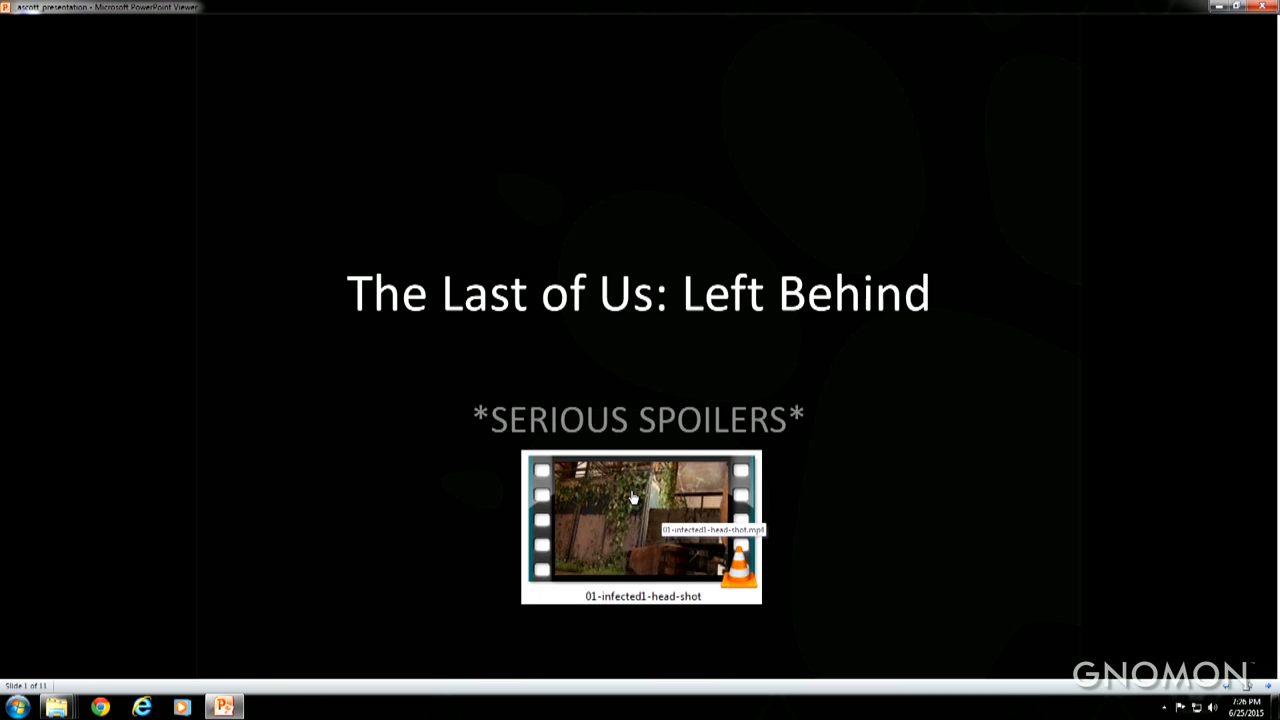 ascott_presentation - Microsoft PowerPoint Viewer
The Last of Us: Left Behind
*SERIOUS SPOILERS*
01-infected1-head-shot.mp4
01-infected1-head-shot
GNOMON
Slide 1 of 11
7:26 PM
6/25/2015